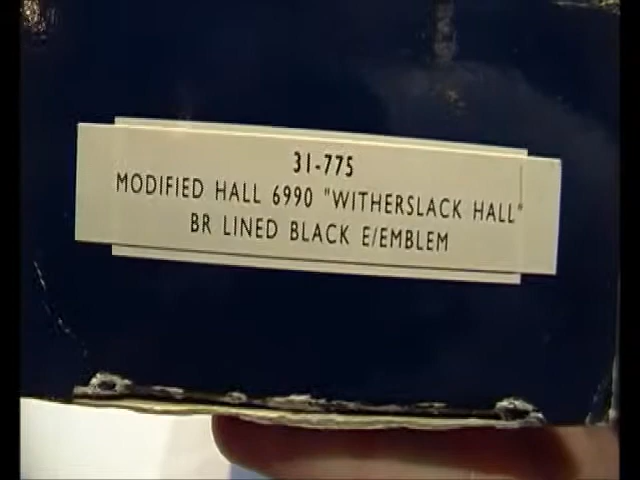 31-775
MODIFIED HALL 6990 "WITHERSLACK HALL"
BR LINED BLACK E/EMBLEM